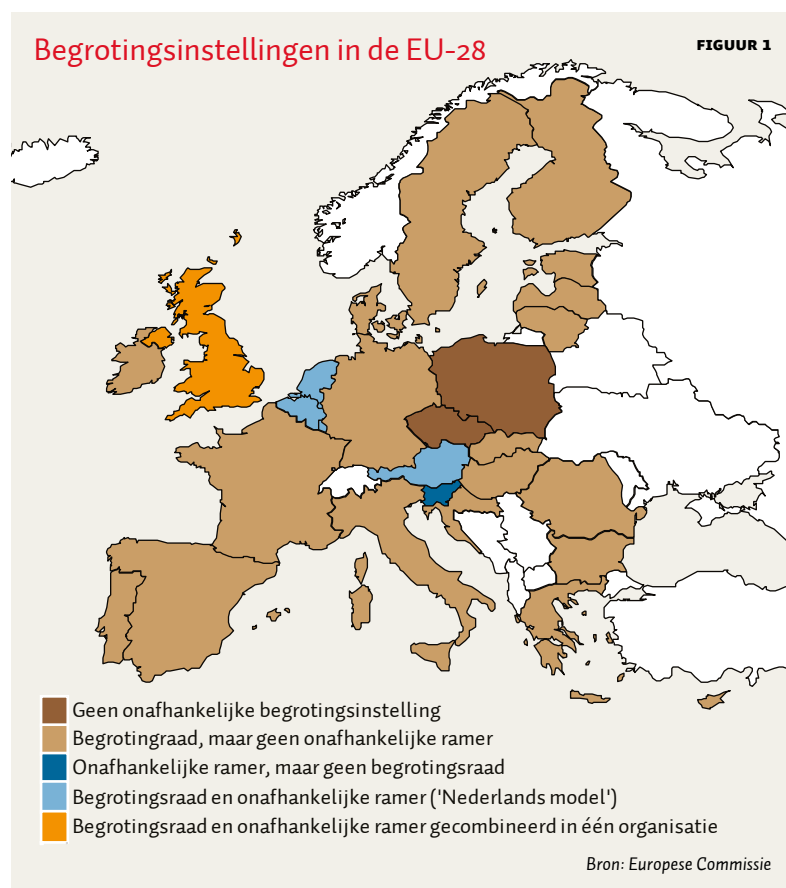 Begrotingsinstellingen in de EU-28
FIGUUR 1
Geen onafhankelijke begrotingsinstelling
Begrotingraad, maar geen onafhankelijke ramer
Onafhankelijke ramer, maar geen begrotingsraad
Begrotingsraad en onafhankelijke ramer ('Nederlands model')
Begrotingsraad en onafhankelijke ramer gecombineerd in één organisatie
Bron: Europese Commissie